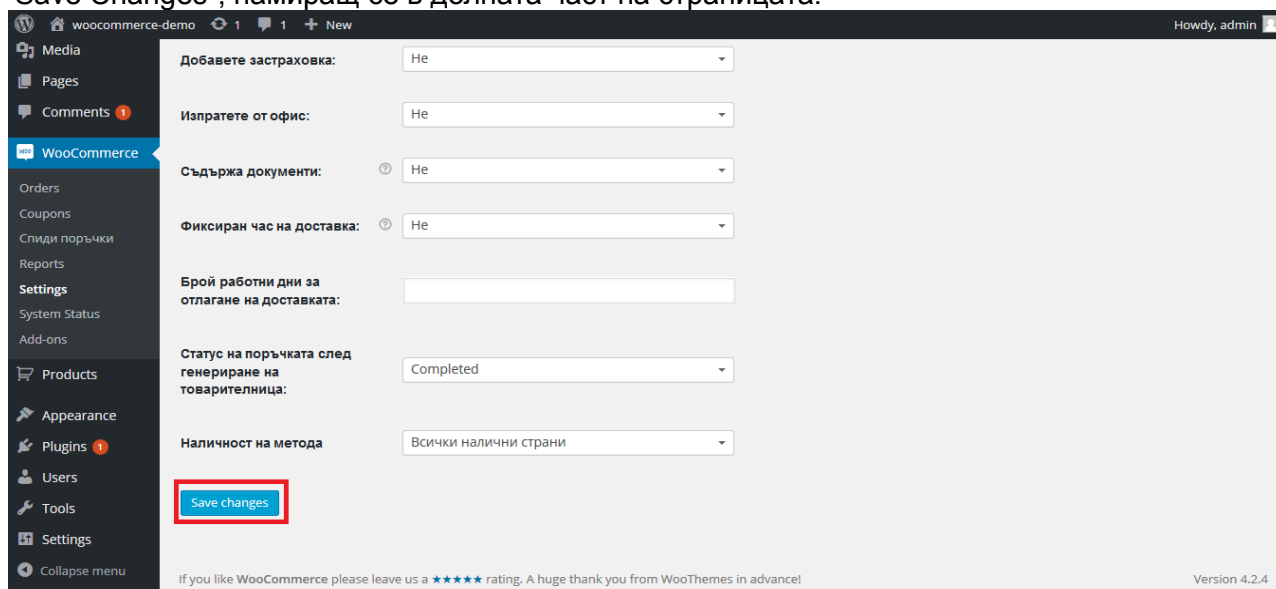 "Save Changes", намиращ се в долната част на страницата.
woocommerce-demo 1 1 + New Howdy, admin
Media
Pages
Comments 1
WooCommerce
Orders
Coupons
Спиди поръчки
Reports
Settings
System Status
Add-ons
Products
Appearance
Plugins 1
Users
Tools
Settings
Collapse menu
Добавете застраховка: Не
Изпратете от офис: Не
Съдържа документи: ? Не
Фиксиран час на доставка: ? Не
Брой работни дни за
отлагане на доставката:
Статус на поръчката след
генериране на
товарителница:
Completed
Наличност на метода Всички налични страни
Save changes
If you like WooCommerce please leave us a ★★★★★ rating. A huge thank you from WooThemes in advance!
Version 4.2.4